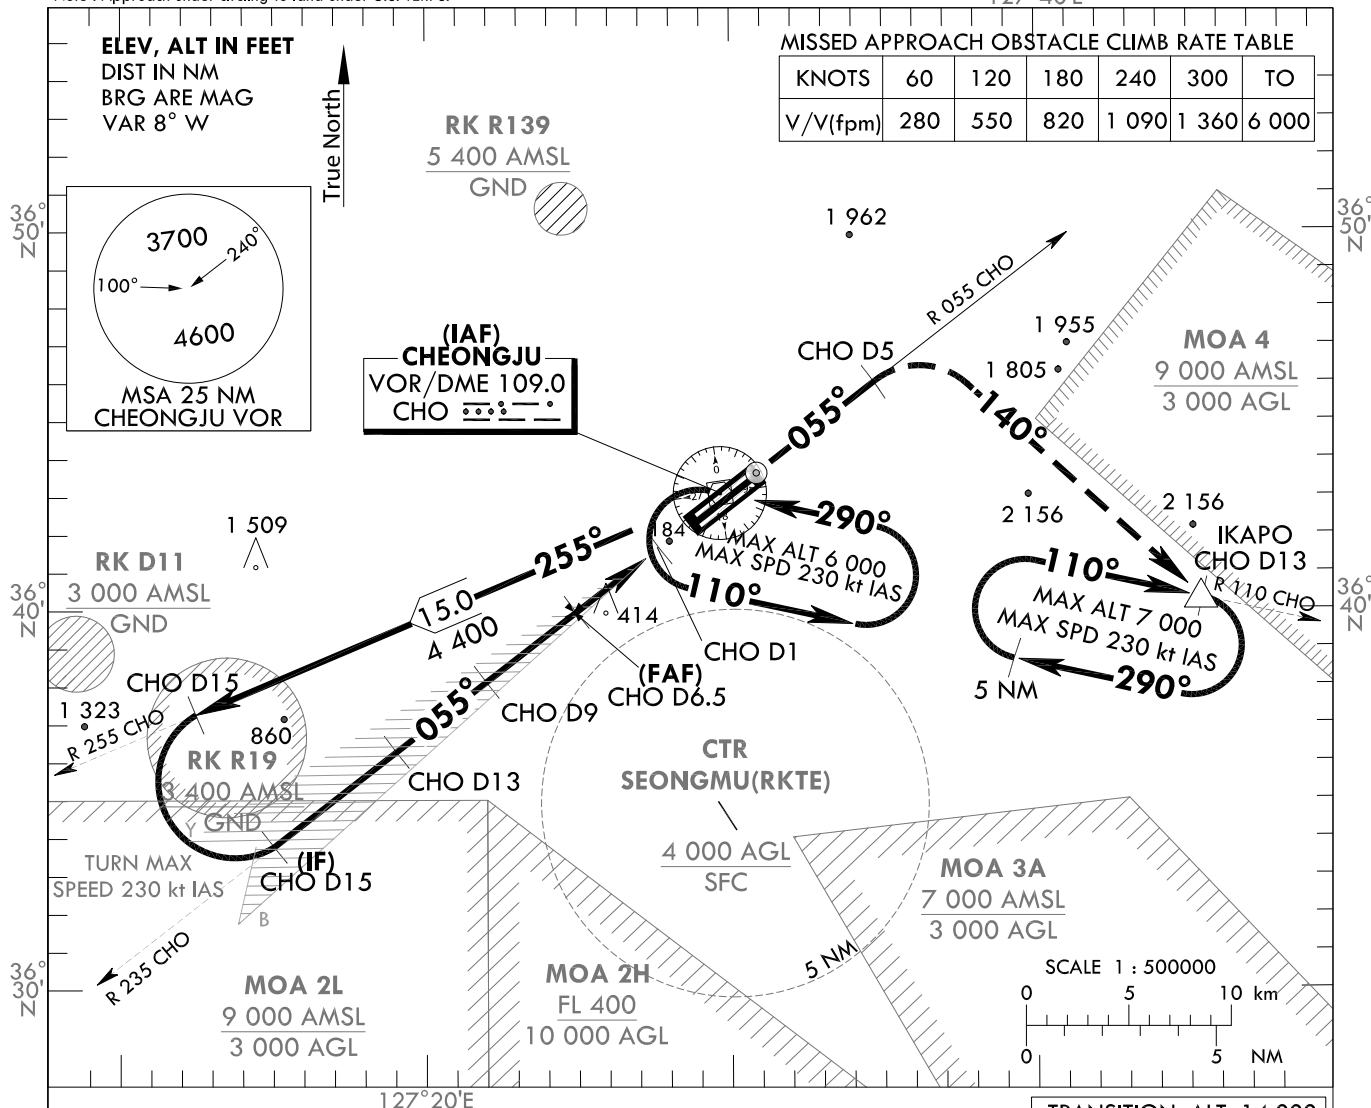 ELEV, ALT IN FEET
DIST IN NM
BRG ARE MAG
VAR 8° W
True North
MISSED APPROACH OBSTACLE CLIMB RATE TABLE
KNOTS 60 120 180 240 300 TO
V/V(fpm) 280 550 820 1 090 1 360 6 000
RK R139
5 400 AMSL
GND
36°
50'
N
36°
50'
N
3700
240°
100°
4600
MSA 25 NM
CHEONGJU VOR
1 962
R 055 CHO
1 955
1 805
MOA 4
9 000 AMSL
3 000 AGL
(IAF)
CHEONGJU
VOR/DME 109.0
CHO
CHO D5
055°
140°
1 509
RK D11
3 000 AMSL
GND
255°
15.0
4 400
184
290°
MAX ALT 6 000
MAX SPD 230 kt IAS
110°
2 156
2 156
IKAPO
CHO D13
R 110 CHO
110°
MAX ALT 7 000
MAX SPD 230 kt IAS
290°
5 NM
36°
40'
N
36°
40'
N
414
CHO D1
(FAF)
CHO D6.5
CHO D9
055°
CHO D13
CHO D15
1 323
R 255 CHO
860
RK R19
3 400 AMSL
GND
Y
TURN MAX
SPEED 230 kt IAS
(IF)
CHO D15
B
R 235 CHO
CTR
SEONGMU(RKTE)
4 000 AGL
SFC
5 NM
MOA 3A
7 000 AMSL
3 000 AGL
36°
30'
N
MOA 2L
9 000 AMSL
3 000 AGL
MOA 2H
FL 400
10 000 AGL
SCALE 1 : 500000
0 5 10 km
0 5 NM
127°20'E